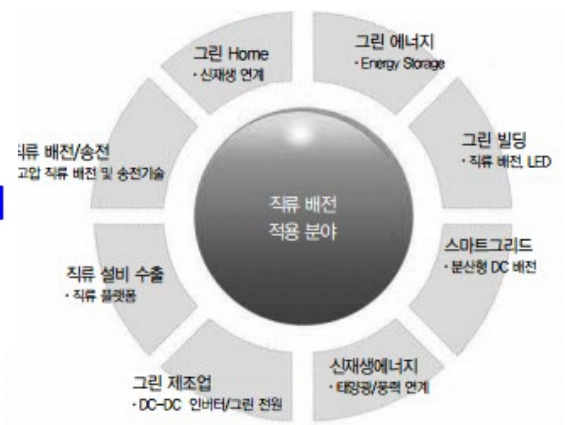 그린 Home
· 신재생 연계
그린 에너지
· Energy Storage
그린 빌딩
· 직류 배전, LED
스마트그리드
· 분산형 DC 배전
신재생에너지
· 태양광/풍력 연계
그린 제조업
· DC-DC 인버터/그린 전원
직류 설비 수출
· 직류 플랫폼
직류 배전/송전
고압 직류 배전 및 송전기술
직류 배전
적용 분야